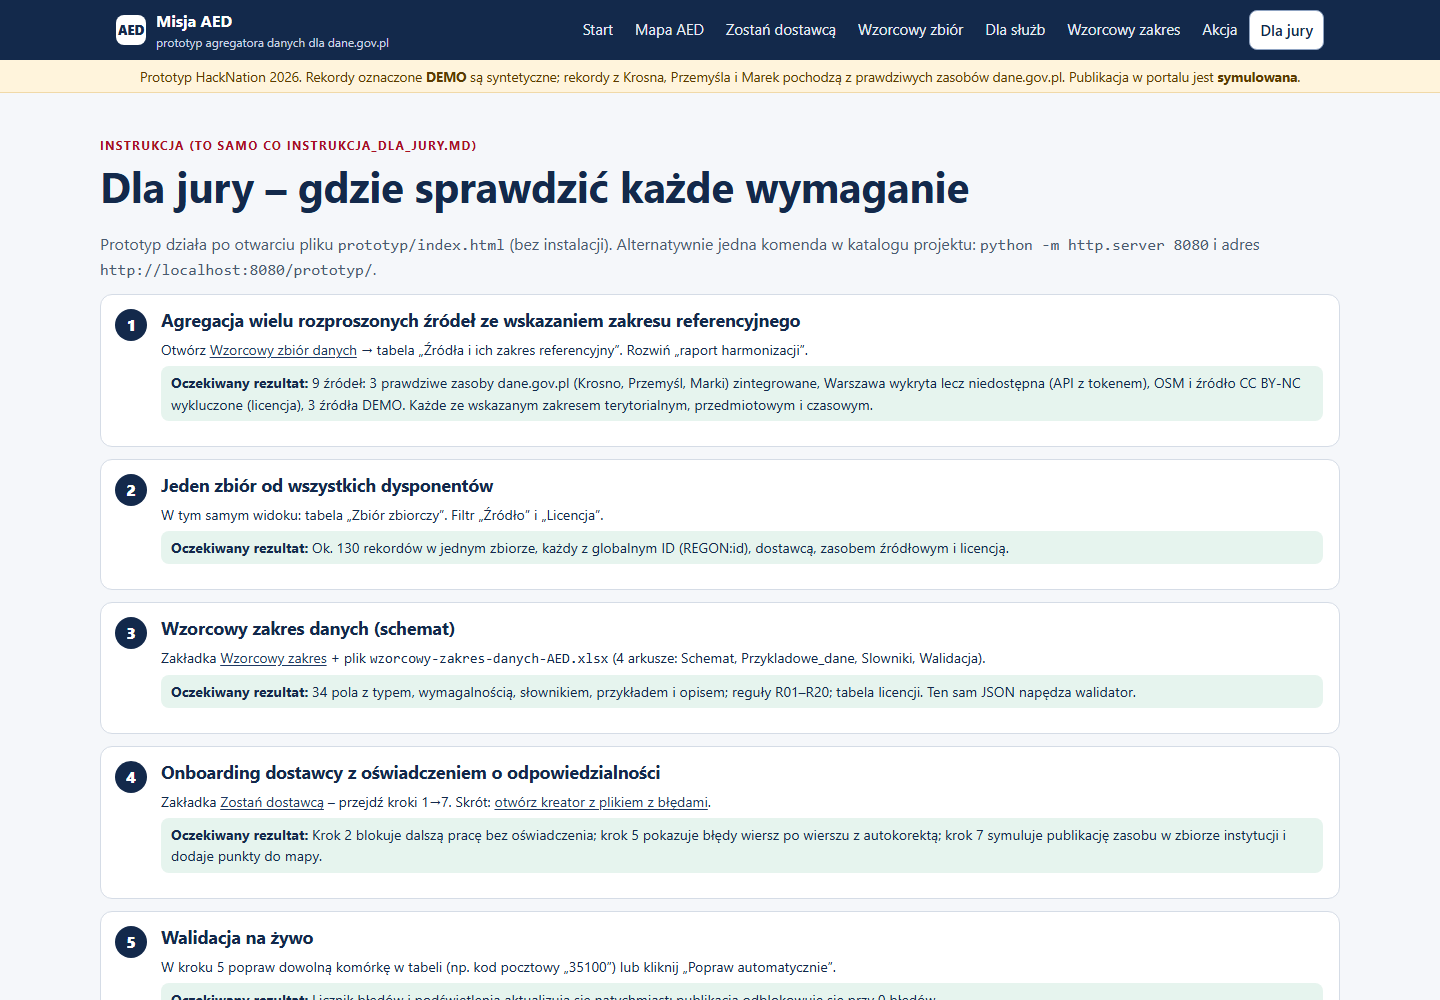 AED
Misja AED
prototyp agregatora danych dla dane.gov.pl
Start
Mapa AED
Zostań dostawcą
Wzorcowy zbiór
Dla służb
Wzorcowy zakres
Akcja
Dla jury
Prototyp HackNation 2026. Rekordy oznaczone DEMO są syntetyczne; rekordy z Krosna, Przemyśla i Marek pochodzą z prawdziwych zasobów dane.gov.pl. Publikacja w portalu jest symulowana.
INSTRUKCJA (TO SAMO CO INSTRUKCJA_DLA_JURY.MD)
Dla jury – gdzie sprawdzić każde wymaganie
Prototyp działa po otwarciu pliku prototyp/index.html (bez instalacji). Alternatywnie jedna komenda w katalogu projektu: python -m http.server 8080 i adres
http://localhost:8080/prototyp/.
1
Agregacja wielu rozproszonych źródeł ze wskazaniem zakresu referencyjnego
Otwórz Wzorcowy zbiór danych → tabela „Źródła i ich zakres referencyjny”. Rozwiń „raport harmonizacji”.
Oczekiwany rezultat: 9 źródeł: 3 prawdziwe zasoby dane.gov.pl (Krosno, Przemyśl, Marki) zintegrowane, Warszawa wykryta lecz niedostępna (API z tokenem), OSM i źródło CC BY-NC
wykluczone (licencja), 3 źródła DEMO. Każde ze wskazanym zakresem terytorialnym, przedmiotowym i czasowym.
2
Jeden zbiór od wszystkich dysponentów
W tym samym widoku: tabela „Zbiór zbiorczy”. Filtr „Źródło” i „Licencja”.
Oczekiwany rezultat: Ok. 130 rekordów w jednym zbiorze, każdy z globalnym ID (REGON:id), dostawcą, zasobem źródłowym i licencją.
3
Wzorcowy zakres danych (schemat)
Zakładka Wzorcowy zakres + plik wzorcowy-zakres-danych-AED.xlsx (4 arkusze: Schemat, Przykladowe_dane, Slowniki, Walidacja).
Oczekiwany rezultat: 34 pola z typem, wymagalnością, słownikiem, przykładem i opisem; reguły R01–R20; tabela licencji. Ten sam JSON napędza walidator.
4
Onboarding dostawcy z oświadczeniem o odpowiedzialności
Zakładka Zostań dostawcą – przejdź kroki 1→7. Skrót: otwórz kreator z plikiem z błędami.
Oczekiwany rezultat: Krok 2 blokuje dalszą pracę bez oświadczenia; krok 5 pokazuje błędy wiersz po wierszu z autokorektą; krok 7 symuluje publikację zasobu w zbiorze instytucji i
dodaje punkty do mapy.
5
Walidacja na żywo
W kroku 5 popraw dowolną komórkę w tabeli (np. kod pocztowy „35100”) lub kliknij „Popraw automatycznie”.
Oczekiwany rezultat: Licznik błędów i podświetlenia aktualizują się natychmiast; publikacja odblokowuje się przy 0 błędów.